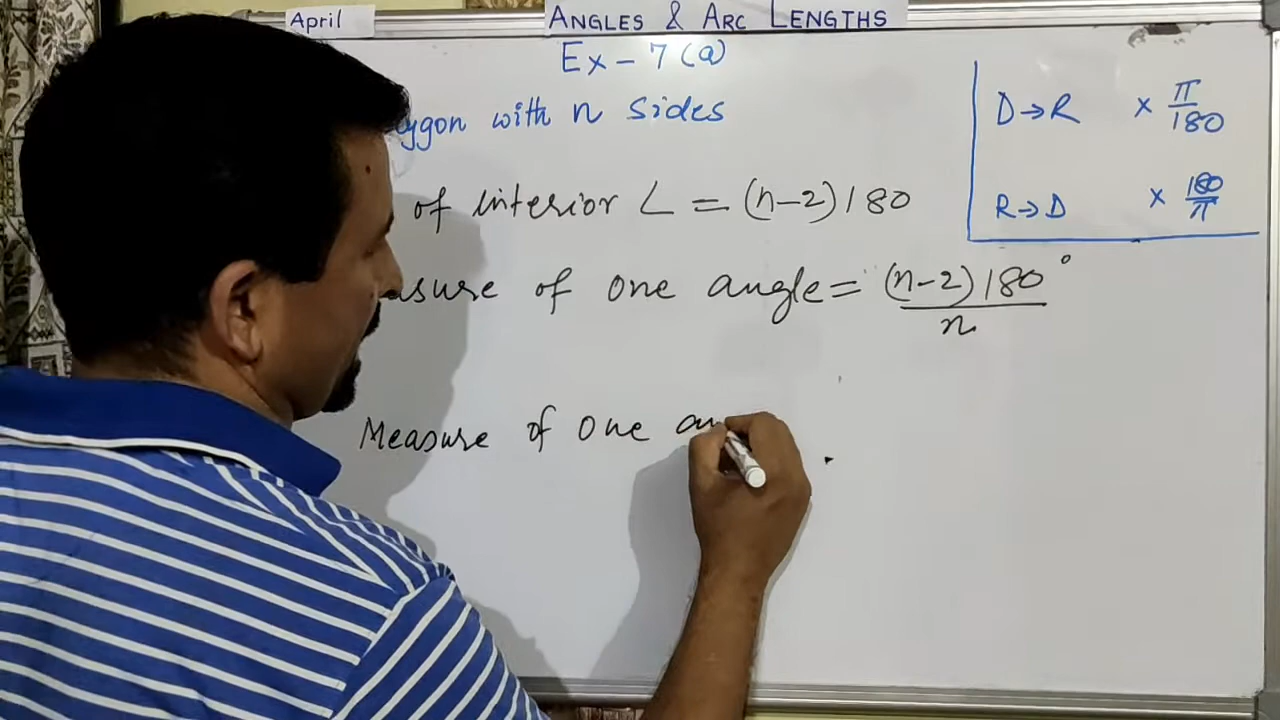 April
ANGLES & ARC LENGTHS
Ex - 7 (a)
ygon with n sides
of interior ∠ = (n-2)180
asure of one angle = (n-2)180° / n
Measure of one an
D→R × π/180
R→D × 180/π